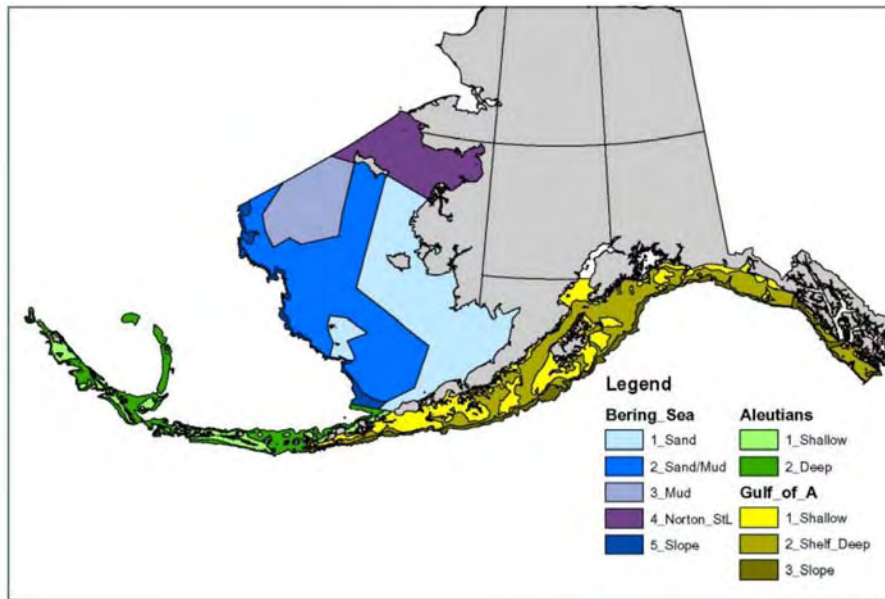 Legend
Bering_Sea
1_Sand
2_Sand/Mud
3_Mud
4_Norton_StL
5_Slope
Aleutians
1_Shallow
2_Deep
Gulf_of_A
1_Shallow
2_Shelf_Deep
3_Slope